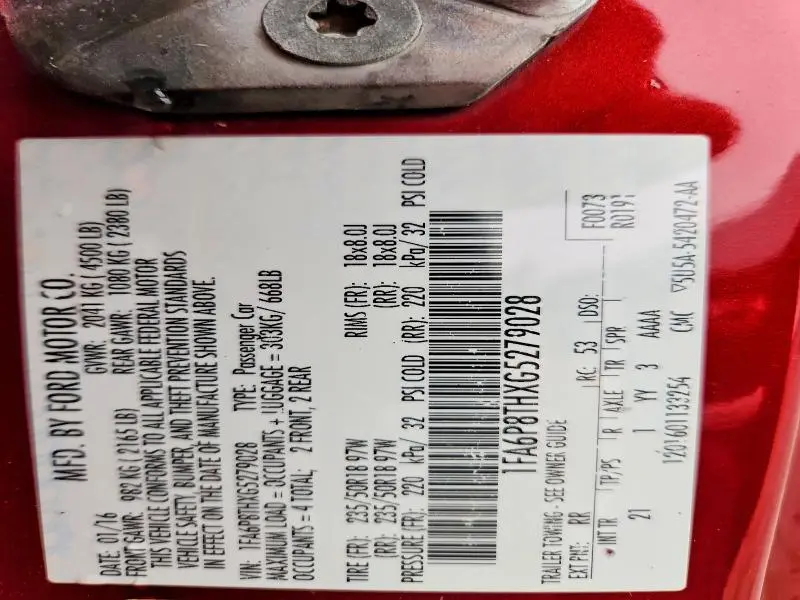 MFD. BY FORD MOTOR CO.
DATE: 01/16 GVWR: 2041 KG ( 4500 LB)
FRONT GAWR: 982 KG ( 2165 LB) REAR GAWR: 1080 KG ( 2380 LB)
THIS VEHICLE CONFORMS TO ALL APPLICABLE FEDERAL MOTOR
VEHICLE SAFETY, BUMPER, AND THEFT PREVENTION STANDARDS
IN EFFECT ON THE DATE OF MANUFACTURE SHOWN ABOVE.
VIN: 1FA6P8THXG5279028 TYPE: Passenger Car
MAXIMUM LOAD = OCCUPANTS + LUGGAGE = 303KG/ 668LB
OCCUPANTS = 4 TOTAL; 2 FRONT, 2 REAR
TIRE (FR): 235/50R18 97W RIMS (FR): 18x8.0J
(RR): 235/50R18 97W (RR): 18x8.0J
PRESSURE (FR): 220 kPa/ 32 PSI COLD (RR): 220 kPa/ 32 PSI COLD
1FA6P8THXG5279028
TRAILER TOWING - SEE OWNER GUIDE
F0073
R0191
EXT PNT: RR RC: 53 DSO:
INT TR TP/PS R AXLE TR SPR
21 1 YY 3 AAAA
1201601133254 CMC ▽5U5A-5420472-AA